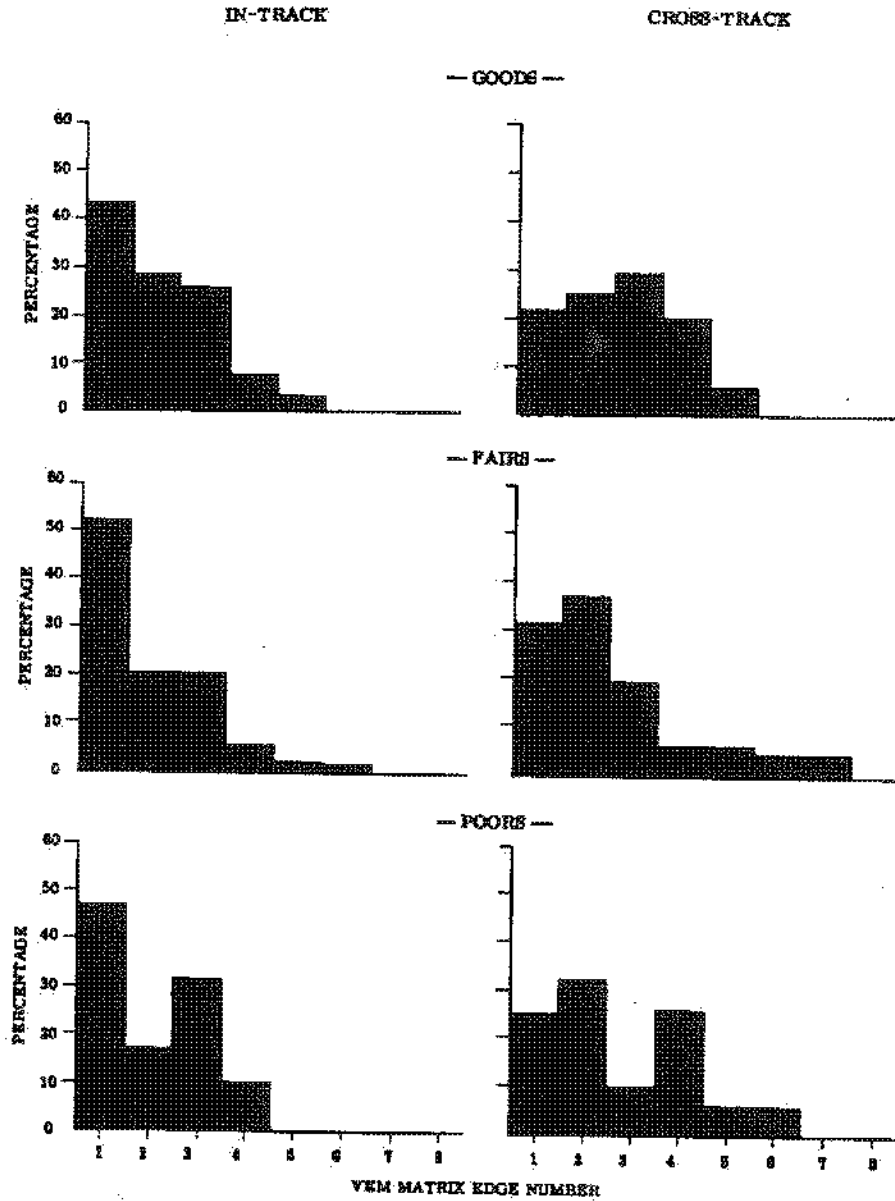 IN-TRACK
CROSS-TRACK
— GOODS —
60
50
40
30
20
10
0
PERCENTAGE
— FAIRS —
60
50
40
30
20
10
0
PERCENTAGE
— POORS —
60
50
40
30
20
10
0
PERCENTAGE
1 2 3 4 5 6 7 8
1 2 3 4 5 6 7 8
VEM MATRIX EDGE NUMBER